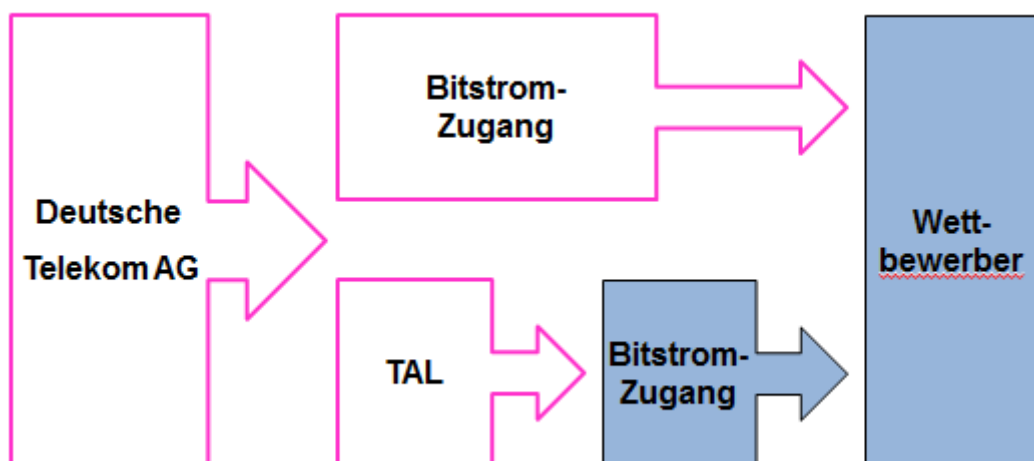 Deutsche
Telekom AG
Bitstrom-
Zugang
TAL
Bitstrom-
Zugang
Wett-
bewerber